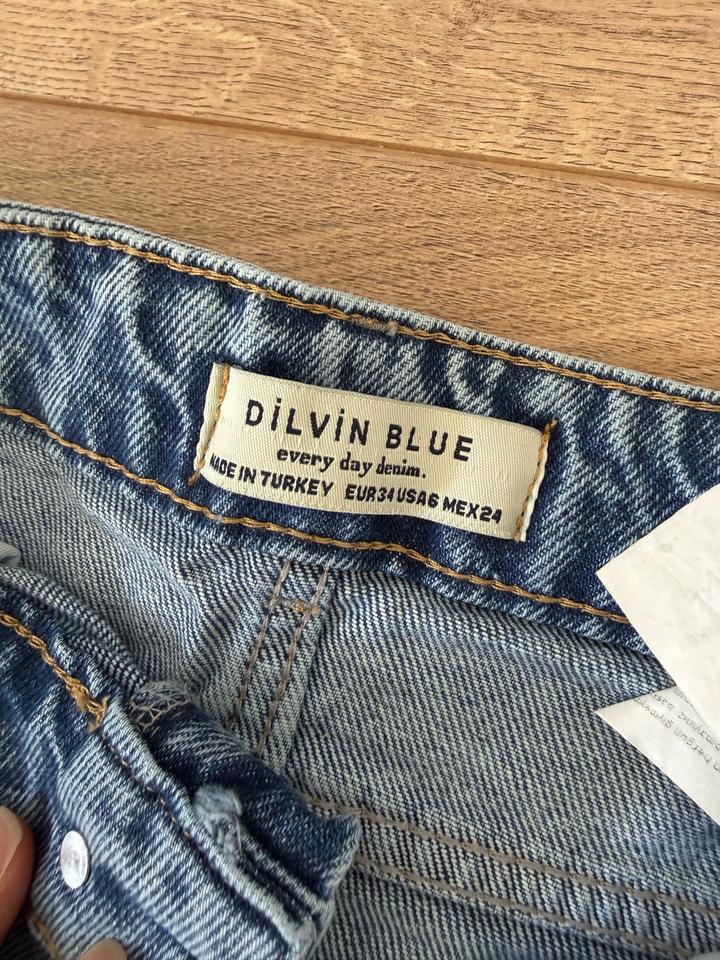 DİLVİN BLUE
every day denim.
MADE IN TURKEY EUR34 USA6 MEX24